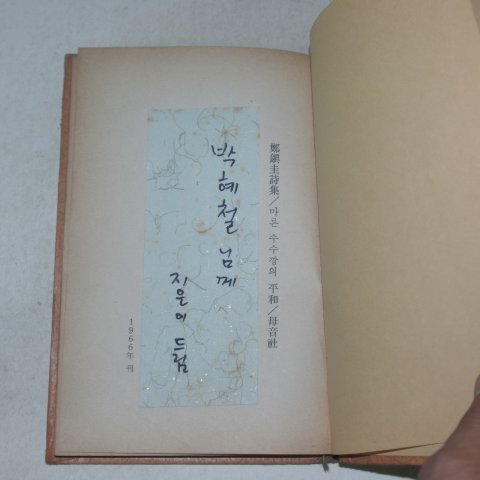 鄭鎭圭詩集／마른 수수깡의 平和／母音社
박혜철 님께
지은이 드림
1966年 刊